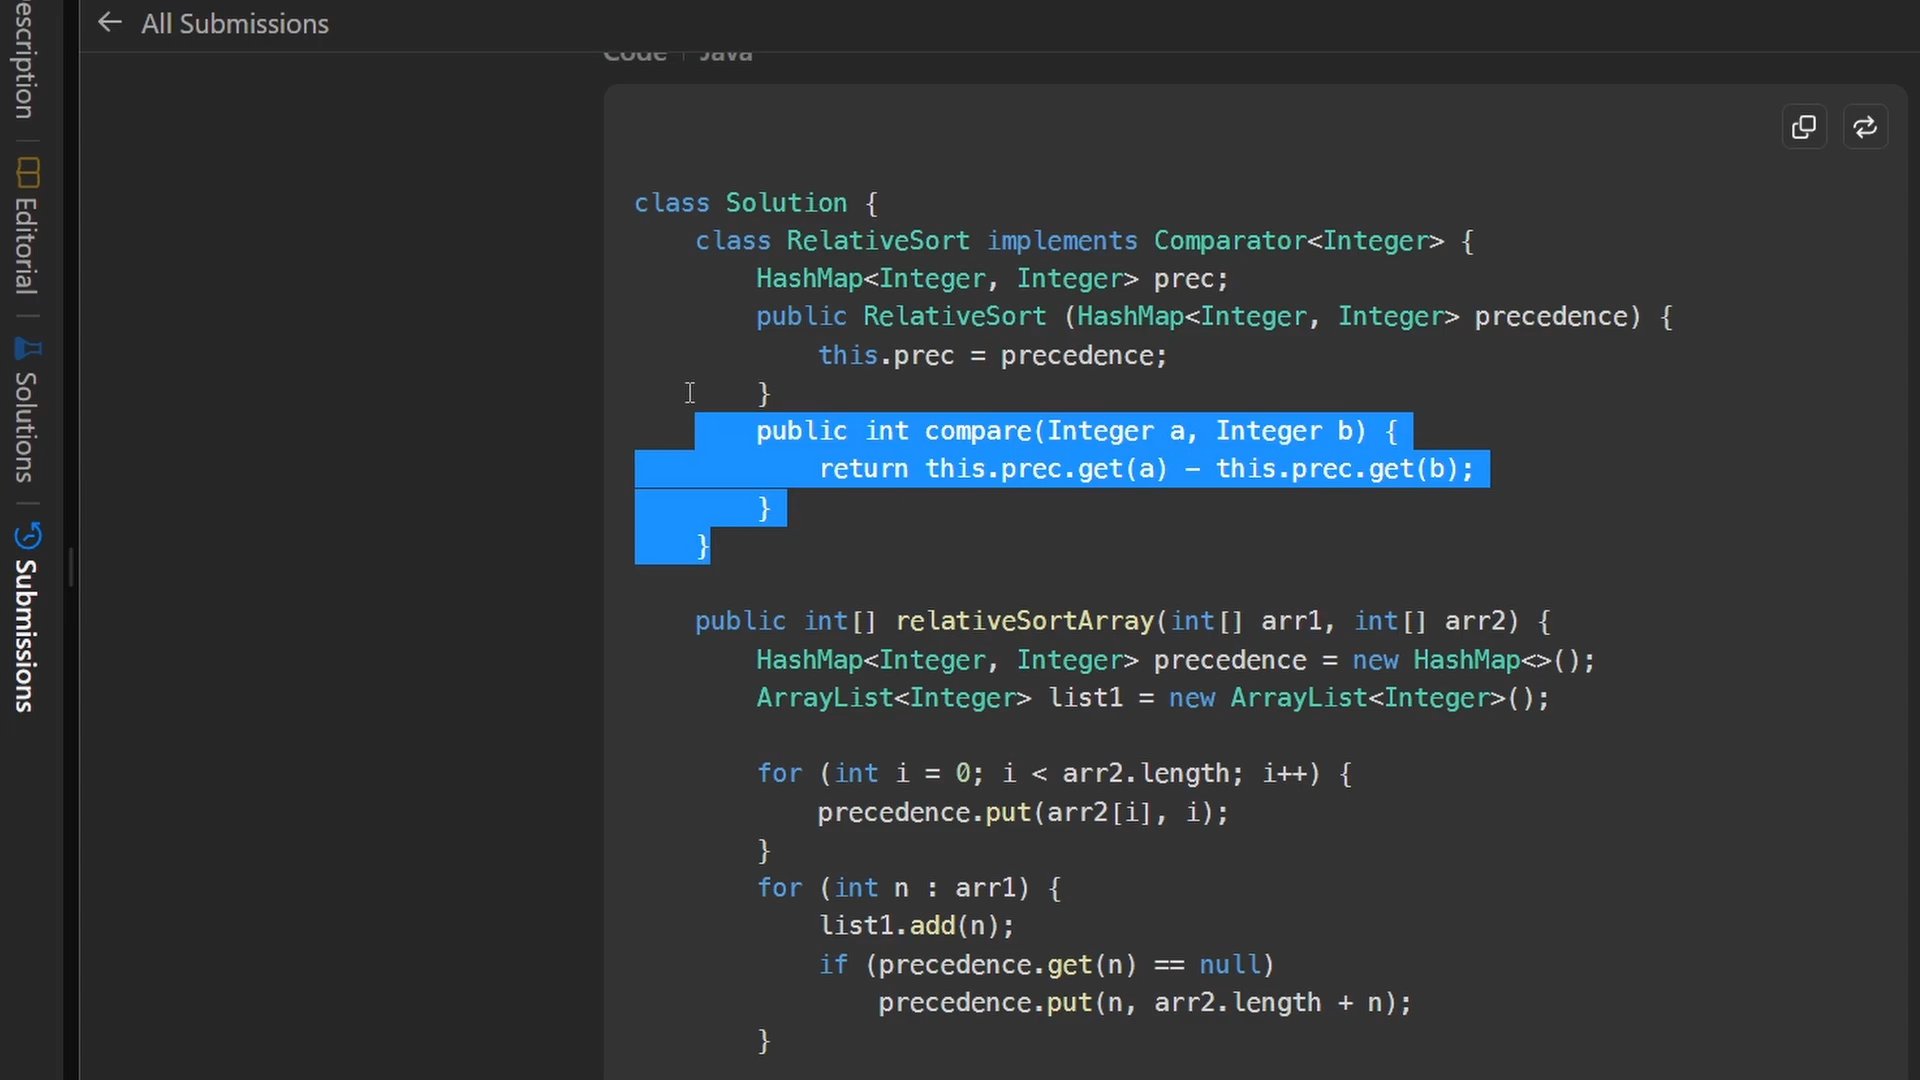 escription
Editorial
Solutions
Submissions
← All Submissions
Code | Java
class Solution {
    class RelativeSort implements Comparator<Integer> {
        HashMap<Integer, Integer> prec;
        public RelativeSort (HashMap<Integer, Integer> precedence) {
            this.prec = precedence;
        }
        public int compare(Integer a, Integer b) {
            return this.prec.get(a) - this.prec.get(b);
        }
    }
    public int[] relativeSortArray(int[] arr1, int[] arr2) {
        HashMap<Integer, Integer> precedence = new HashMap<>();
        ArrayList<Integer> list1 = new ArrayList<Integer>();
        for (int i = 0; i < arr2.length; i++) {
            precedence.put(arr2[i], i);
        }
        for (int n : arr1) {
            list1.add(n);
            if (precedence.get(n) == null)
                precedence.put(n, arr2.length + n);
        }